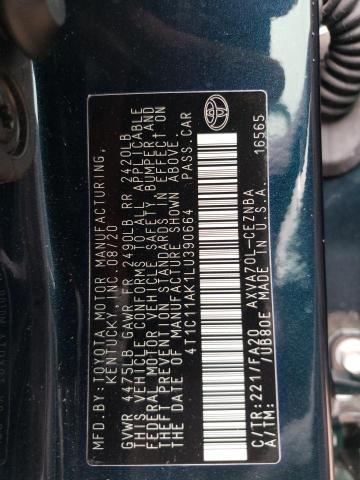 MFD. BY: TOYOTA MOTOR MANUFACTURING,
KENTUCKY, INC. 08/20
GVWR 4475LB GAWR FR 2490LB RR 2420LB
THIS VEHICLE CONFORMS TO ALL APPLICABLE
FEDERAL MOTOR VEHICLE SAFETY, BUMPER, AND
THEFT PREVENTION STANDARDS IN EFFECT ON
THE DATE OF MANUFACTURE SHOWN ABOVE.
4T1C11AK1LU390664 PASS.CAR
C/TR:221/FA20 AXVA70L-CEZNBA
A/TM: /UB80E MADE IN U.S.A.
16565